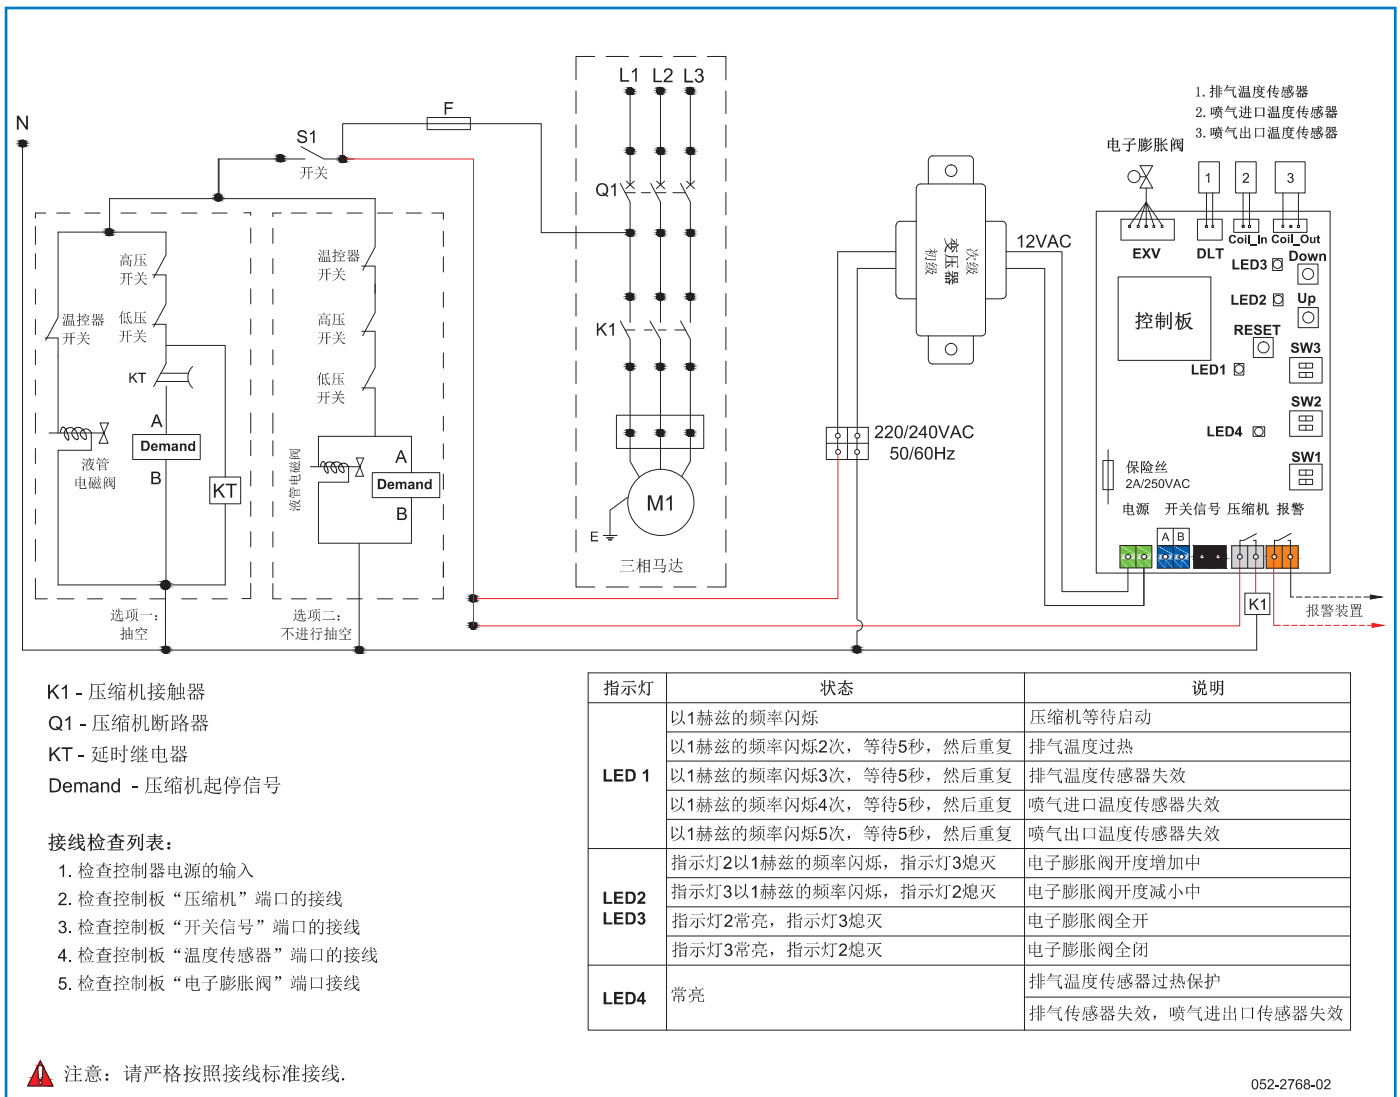 N
S1
开关
F
L1 L2 L3
Q1
K1
M1
E
三相马达
高压
开关
温控器
开关
低压
开关
KT
A
Demand
B
KT
液管
电磁阀
选项一:
抽空
温控器
开关
高压
开关
低压
开关
液管电磁阀
A
Demand
B
选项二:
不进行抽空
初级
变压器
次级
12VAC
220/240VAC
50/60Hz
1. 排气温度传感器
2. 喷气进口温度传感器
3. 喷气出口温度传感器
电子膨胀阀
1
2
3
EXV
DLT
Coil_In
Coil_Out
LED3
Down
LED2
Up
控制板
RESET
LED1
SW3
SW2
LED4
SW1
保险丝
2A/250VAC
电源 开关信号 压缩机 报警
A B
K1
报警装置
K1 - 压缩机接触器
Q1 - 压缩机断路器
KT - 延时继电器
Demand - 压缩机起停信号
接线检查列表:
1. 检查控制器电源的输入
2. 检查控制板“压缩机”端口的接线
3. 检查控制板“开关信号”端口的接线
4. 检查控制板“温度传感器”端口的接线
5. 检查控制板“电子膨胀阀”端口接线
指示灯 状态 说明
LED 1
以1赫兹的频率闪烁 压缩机等待启动
以1赫兹的频率闪烁2次，等待5秒，然后重复 排气温度过热
以1赫兹的频率闪烁3次，等待5秒，然后重复 排气温度传感器失效
以1赫兹的频率闪烁4次，等待5秒，然后重复 喷气进口温度传感器失效
以1赫兹的频率闪烁5次，等待5秒，然后重复 喷气出口温度传感器失效
LED2
LED3
指示灯2以1赫兹的频率闪烁，指示灯3熄灭 电子膨胀阀开度增加中
指示灯3以1赫兹的频率闪烁，指示灯2熄灭 电子膨胀阀开度减小中
指示灯2常亮，指示灯3熄灭 电子膨胀阀全开
指示灯3常亮，指示灯2熄灭 电子膨胀阀全闭
LED4
常亮
排气温度传感器过热保护
排气传感器失效，喷气进出口传感器失效
注意：请严格按照接线标准接线.
052-2768-02